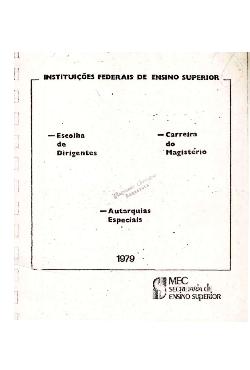 INSTITUIÇÕES FEDERAIS DE ENSINO SUPERIOR
— Escolha
de
Dirigentes
— Carreira
do
Magistério
— Autarquias
Especiais
1979
MEC
SECRETARIA de
ENSINO SUPERIOR